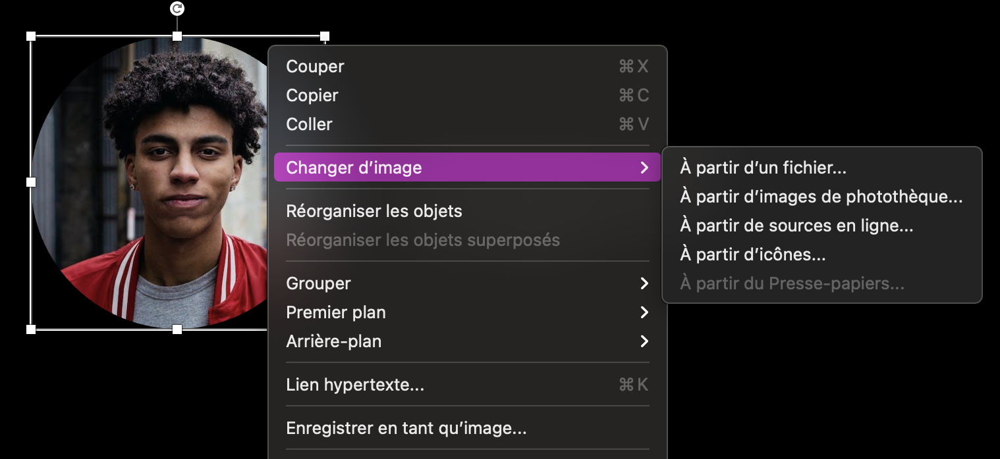 Couper ⌘ X
Copier ⌘ C
Coller ⌘ V
Changer d’image
À partir d’un fichier...
À partir d’images de photothèque...
À partir de sources en ligne...
À partir d’icônes...
À partir du Presse-papiers...
Réorganiser les objets
Réorganiser les objets superposés
Grouper
Premier plan
Arrière-plan
Lien hypertexte... ⌘ K
Enregistrer en tant qu’image...